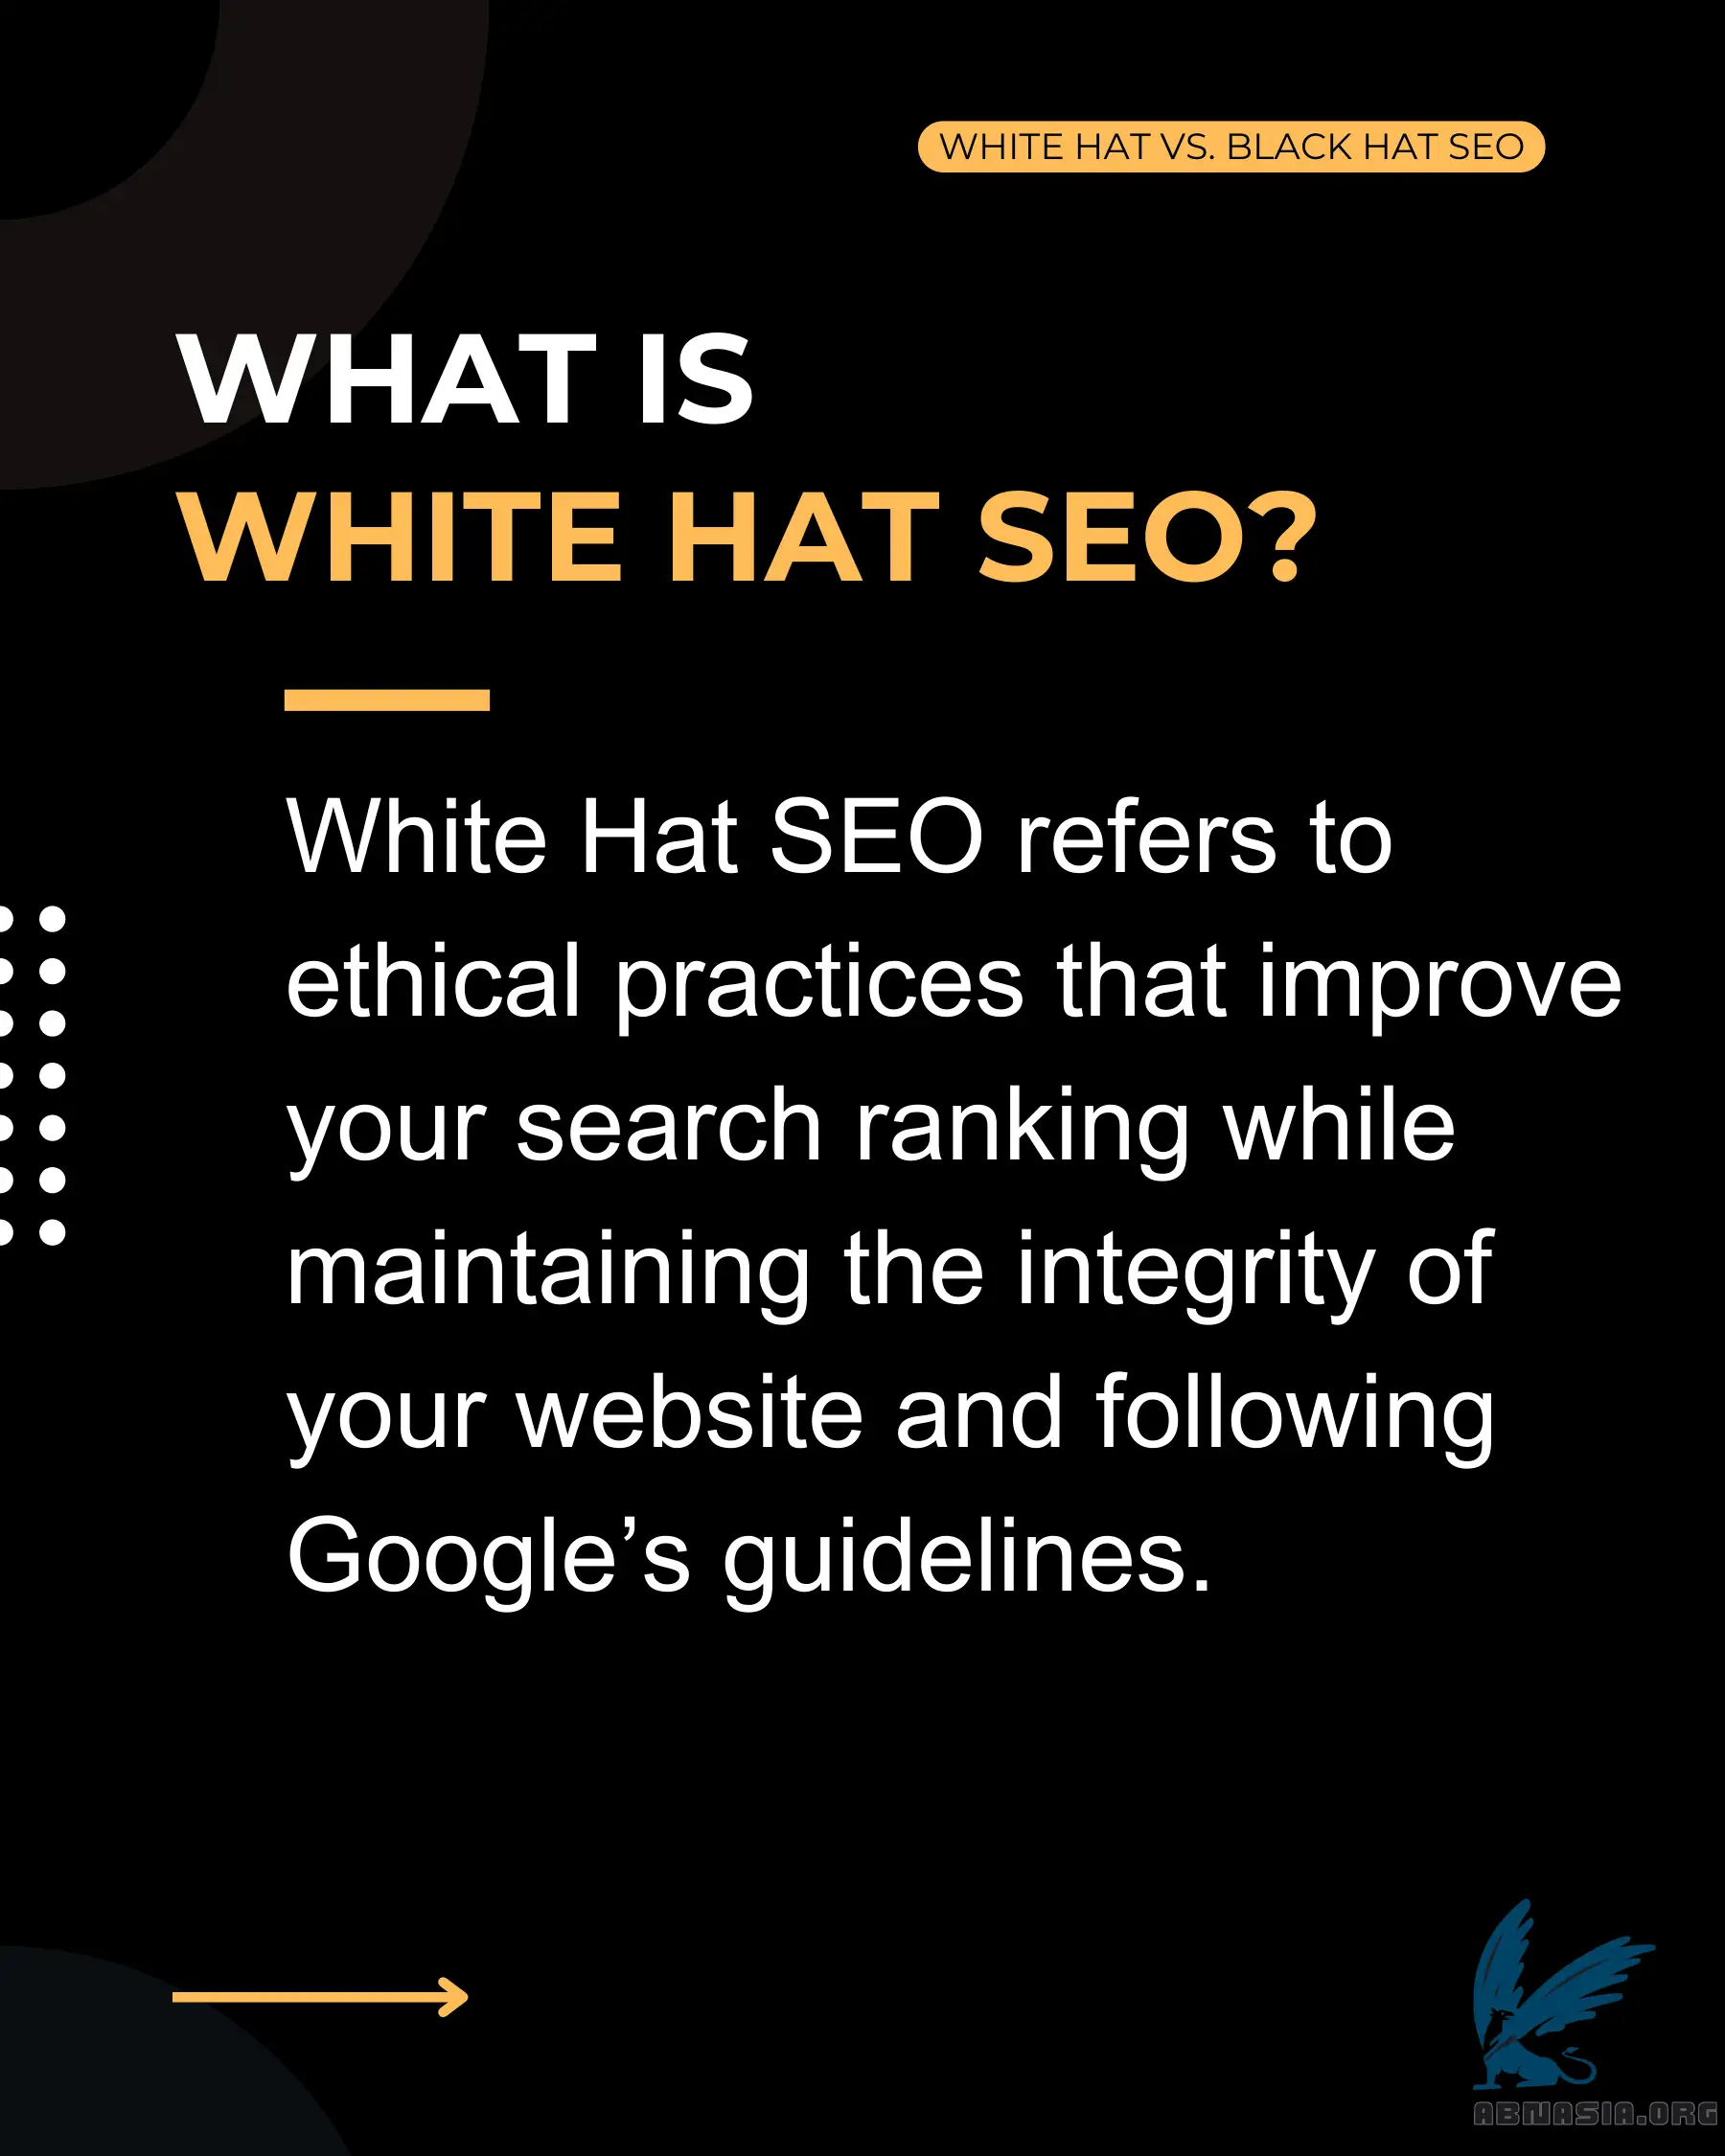 WHITE HAT VS. BLACK HAT SEO
WHAT IS
WHITE HAT SEO?
White Hat SEO refers to
ethical practices that improve
your search ranking while
maintaining the integrity of
your website and following
Google’s guidelines.
ABNASIA.ORG